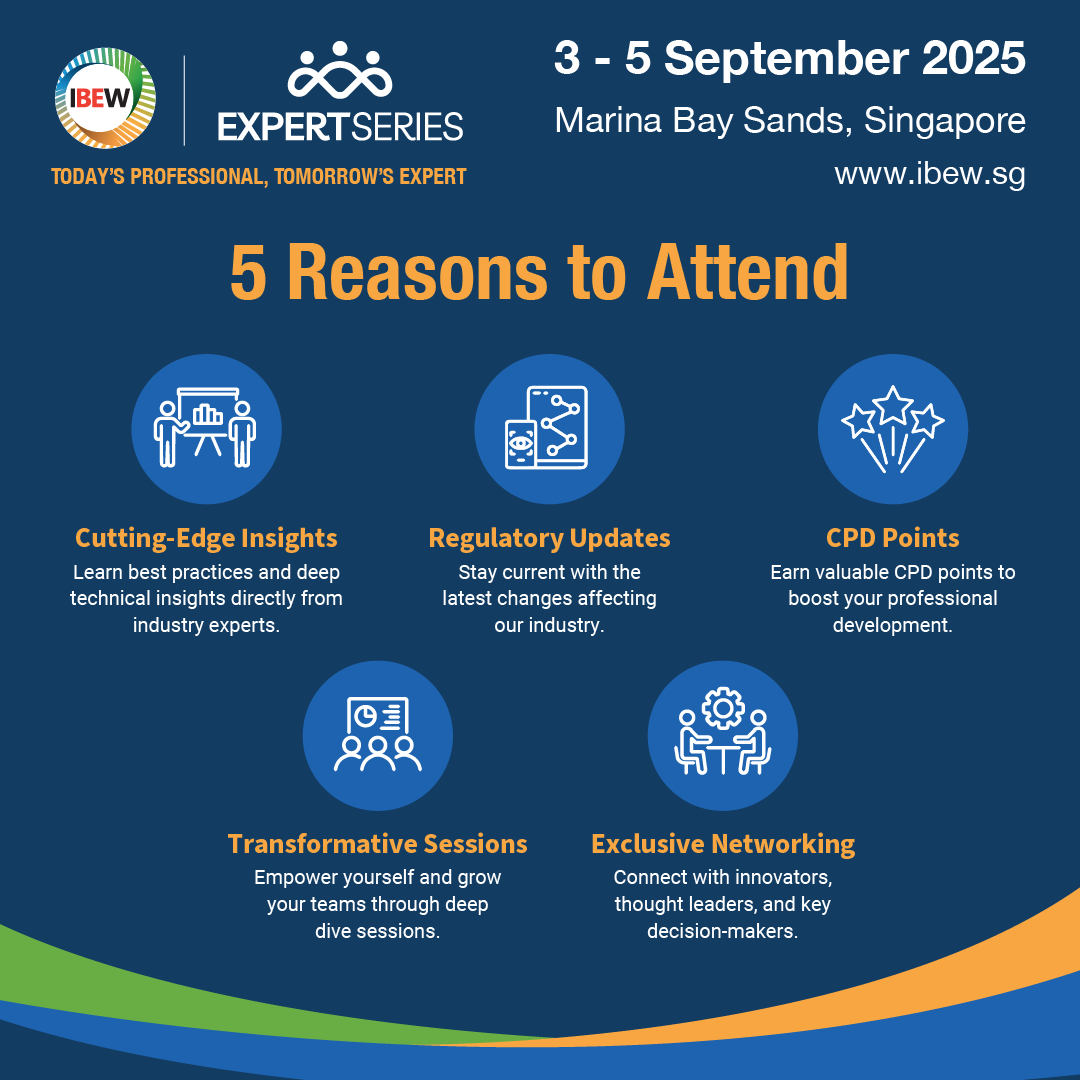 IBEW
EXPERTSERIES
TODAY'S PROFESSIONAL, TOMORROW'S EXPERT
3 - 5 September 2025
Marina Bay Sands, Singapore
www.ibew.sg
5 Reasons to Attend
Cutting-Edge Insights
Learn best practices and deep
technical insights directly from
industry experts.
Regulatory Updates
Stay current with the
latest changes affecting
our industry.
CPD Points
Earn valuable CPD points to
boost your professional
development.
Transformative Sessions
Empower yourself and grow
your teams through deep
dive sessions.
Exclusive Networking
Connect with innovators,
thought leaders, and key
decision-makers.